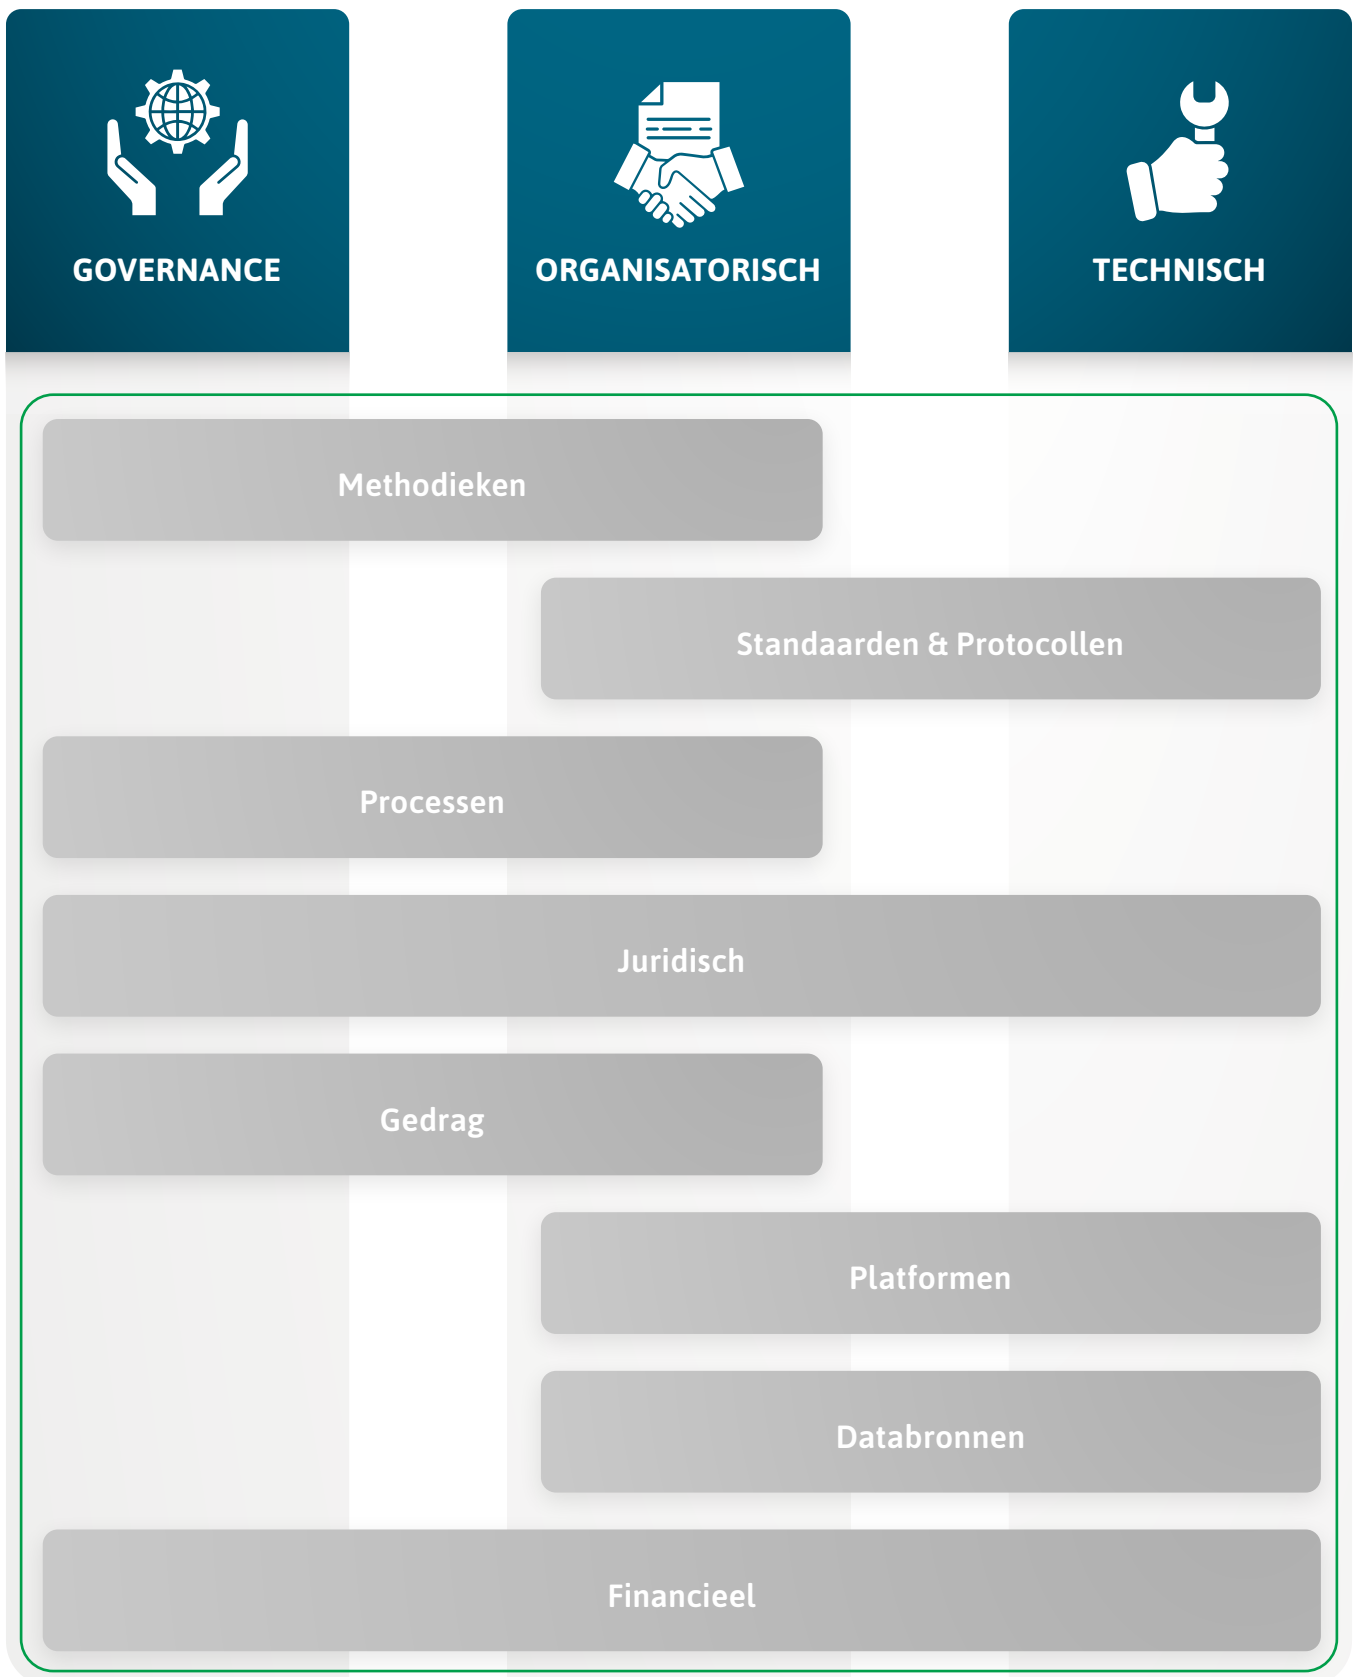 GOVERNANCE
ORGANISATORISCH
TECHNISCH
Methodieken
Standaarden & Protocollen
Processen
Juridisch
Gedrag
Platformen
Databronnen
Financieel